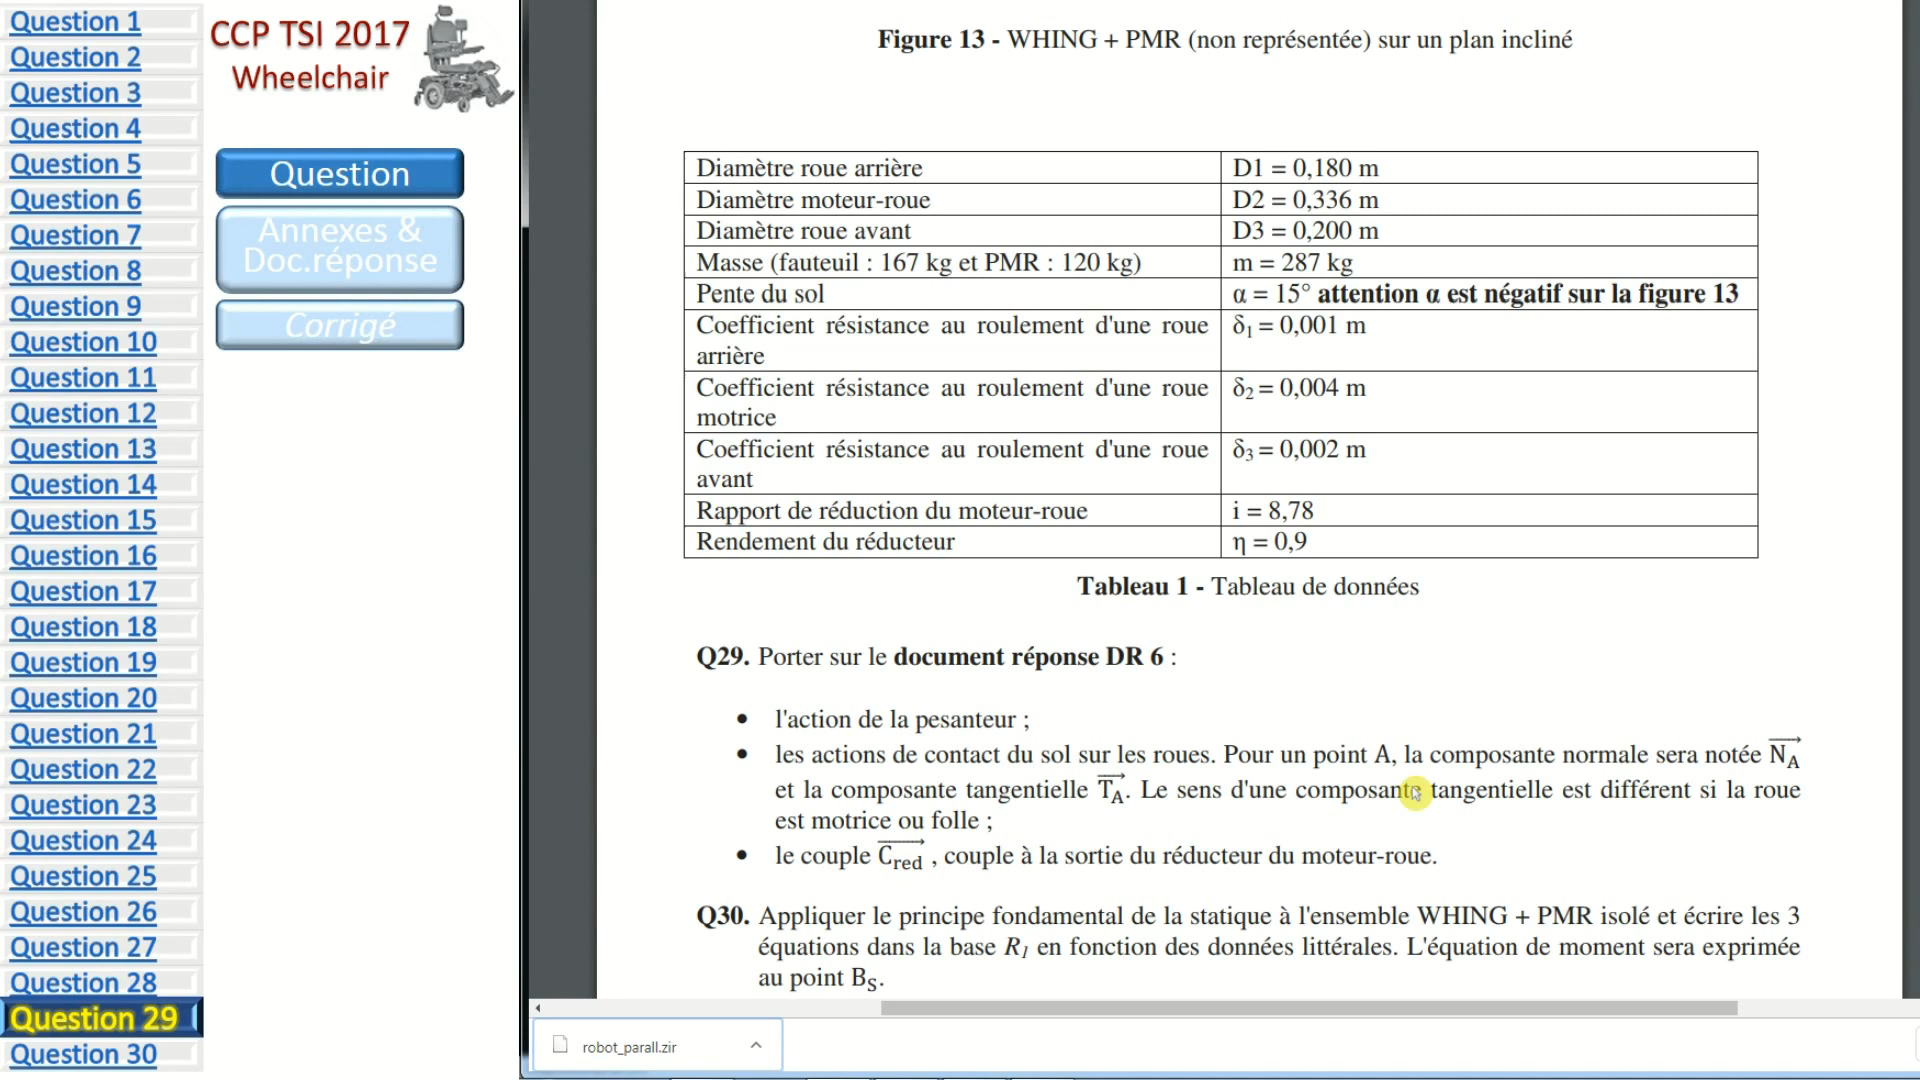 Question 1
Question 2
Question 3
Question 4
Question 5
Question 6
Question 7
Question 8
Question 9
Question 10
Question 11
Question 12
Question 13
Question 14
Question 15
Question 16
Question 17
Question 18
Question 19
Question 20
Question 21
Question 22
Question 23
Question 24
Question 25
Question 26
Question 27
Question 28
Question 29
Question 30
CCP TSI 2017
Wheelchair
Question
Annexes &
Doc.réponse
Corrigé
Figure 13 - WHING + PMR (non représentée) sur un plan incliné
Diamètre roue arrière D1 = 0,180 m
Diamètre moteur-roue D2 = 0,336 m
Diamètre roue avant D3 = 0,200 m
Masse (fauteuil : 167 kg et PMR : 120 kg) m = 287 kg
Pente du sol α = 15° attention α est négatif sur la figure 13
Coefficient résistance au roulement d'une roue δ₁ = 0,001 m
arrière
Coefficient résistance au roulement d'une roue δ₂ = 0,004 m
motrice
Coefficient résistance au roulement d'une roue δ₃ = 0,002 m
avant
Rapport de réduction du moteur-roue i = 8,78
Rendement du réducteur η = 0,9
Tableau 1 - Tableau de données
Q29. Porter sur le document réponse DR 6 :
• l'action de la pesanteur ;
• les actions de contact du sol sur les roues. Pour un point A, la composante normale sera notée N_A
et la composante tangentielle T_A. Le sens d'une composante tangentielle est différent si la roue
est motrice ou folle ;
• le couple C_red , couple à la sortie du réducteur du moteur-roue.
Q30. Appliquer le principe fondamental de la statique à l'ensemble WHING + PMR isolé et écrire les 3
équations dans la base R₁ en fonction des données littérales. L'équation de moment sera exprimée
au point B_S.
robot_parall.zir